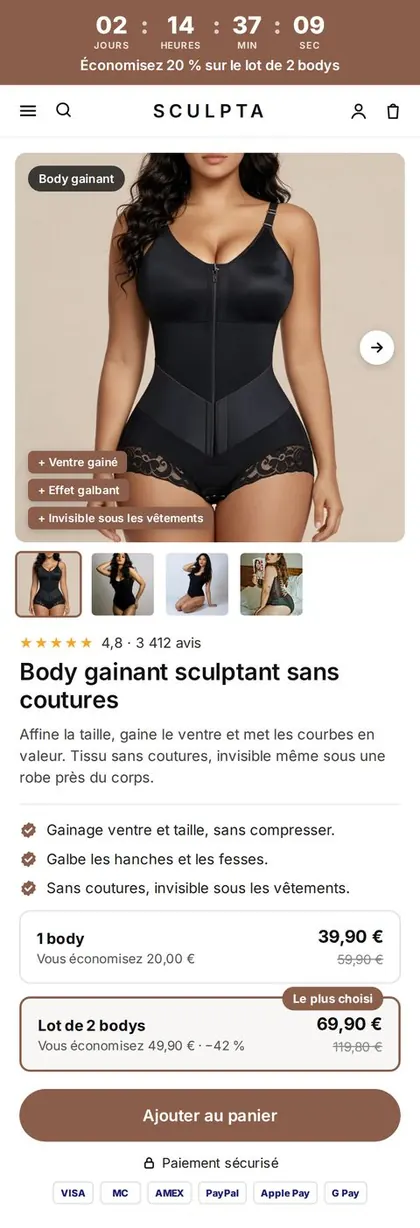 02 : 14 : 37 : 09
JOURS HEURES MIN SEC
Économisez 20 % sur le lot de 2 bodys
SCULPTA
Body gainant
+ Ventre gainé
+ Effet galbant
+ Invisible sous les vêtements
★★★★★ 4,8 · 3 412 avis
Body gainant sculptant sans
coutures
Affine la taille, gaine le ventre et met les courbes en
valeur. Tissu sans coutures, invisible même sous une
robe près du corps.
Gainage ventre et taille, sans compresser.
Galbe les hanches et les fesses.
Sans coutures, invisible sous les vêtements.
1 body 39,90 €
Vous économisez 20,00 € 59,90 €
Le plus choisi
Lot de 2 bodys 69,90 €
Vous économisez 49,90 € · −42 % 119,80 €
Ajouter au panier
Paiement sécurisé
VISA MC AMEX PayPal Apple Pay G Pay